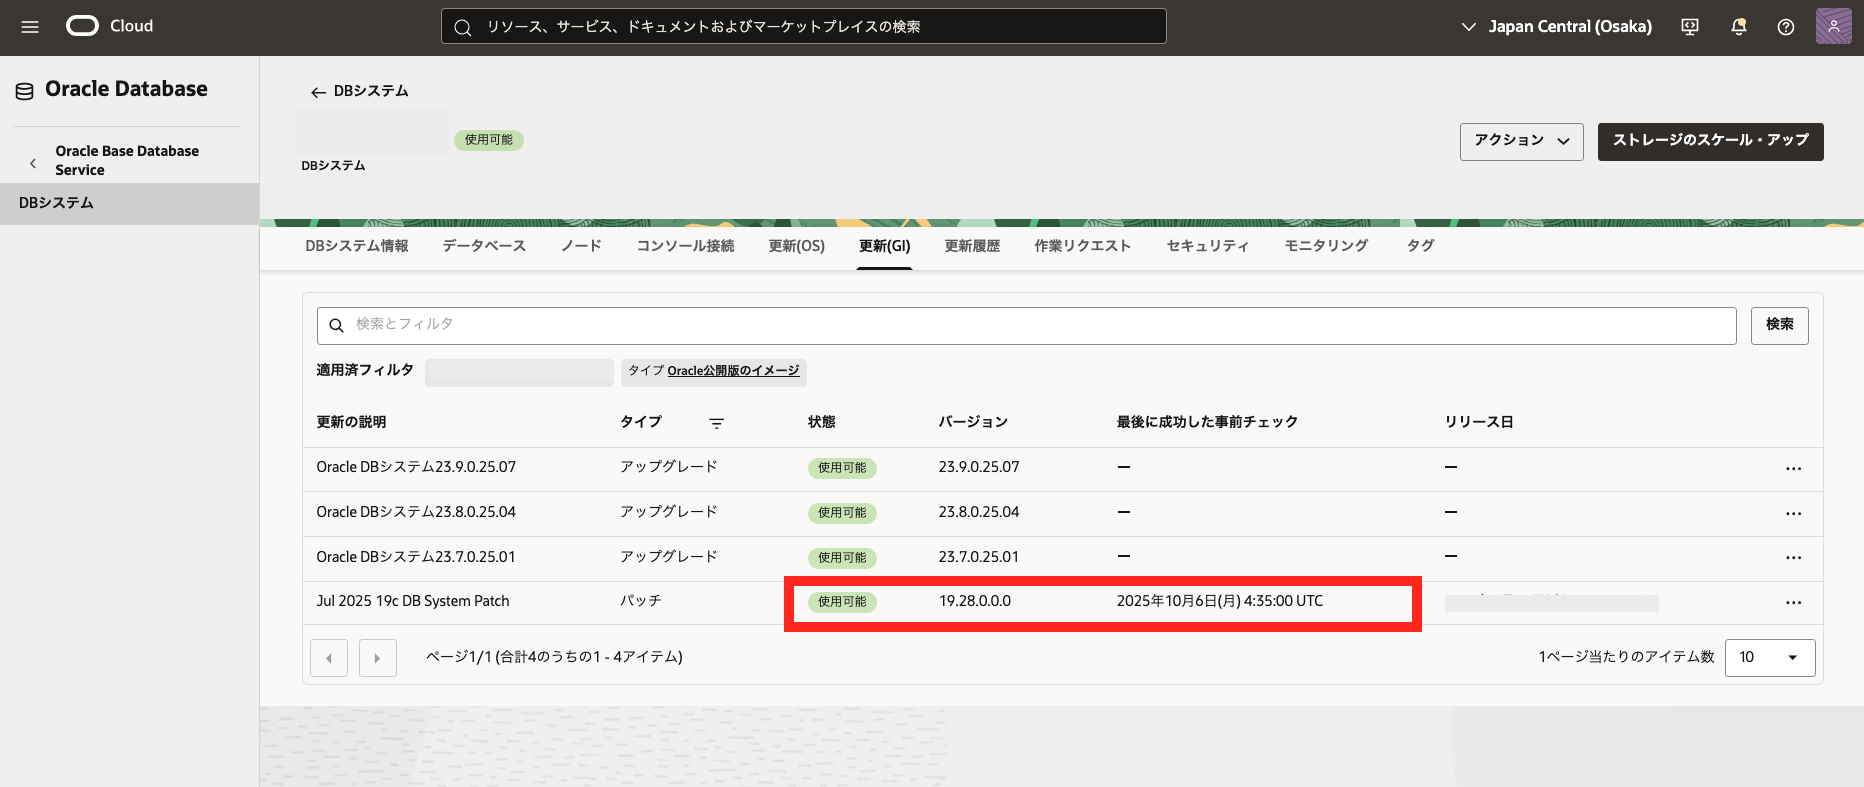 Cloud
リソース、サービス、ドキュメントおよびマーケットプレイスの検索
Japan Central (Osaka)
Oracle Database
Oracle Base Database
Service
DBシステム
DBシステム
使用可能
DBシステム
アクション
ストレージのスケール・アップ
DBシステム情報 データベース ノード コンソール接続 更新(OS) 更新(GI) 更新履歴 作業リクエスト セキュリティ モニタリング タグ
検索とフィルタ
検索
適用済フィルタ タイプ Oracle公開版のイメージ
更新の説明 タイプ 状態 バージョン 最後に成功した事前チェック リリース日
Oracle DBシステム23.9.0.25.07 アップグレード 使用可能 23.9.0.25.07 — — ...
Oracle DBシステム23.8.0.25.04 アップグレード 使用可能 23.8.0.25.04 — — ...
Oracle DBシステム23.7.0.25.01 アップグレード 使用可能 23.7.0.25.01 — — ...
Jul 2025 19c DB System Patch パッチ 使用可能 19.28.0.0.0 2025年10月6日(月) 4:35:00 UTC ...
ページ1/1 (合計4のうちの1 - 4アイテム)
1ページ当たりのアイテム数 10